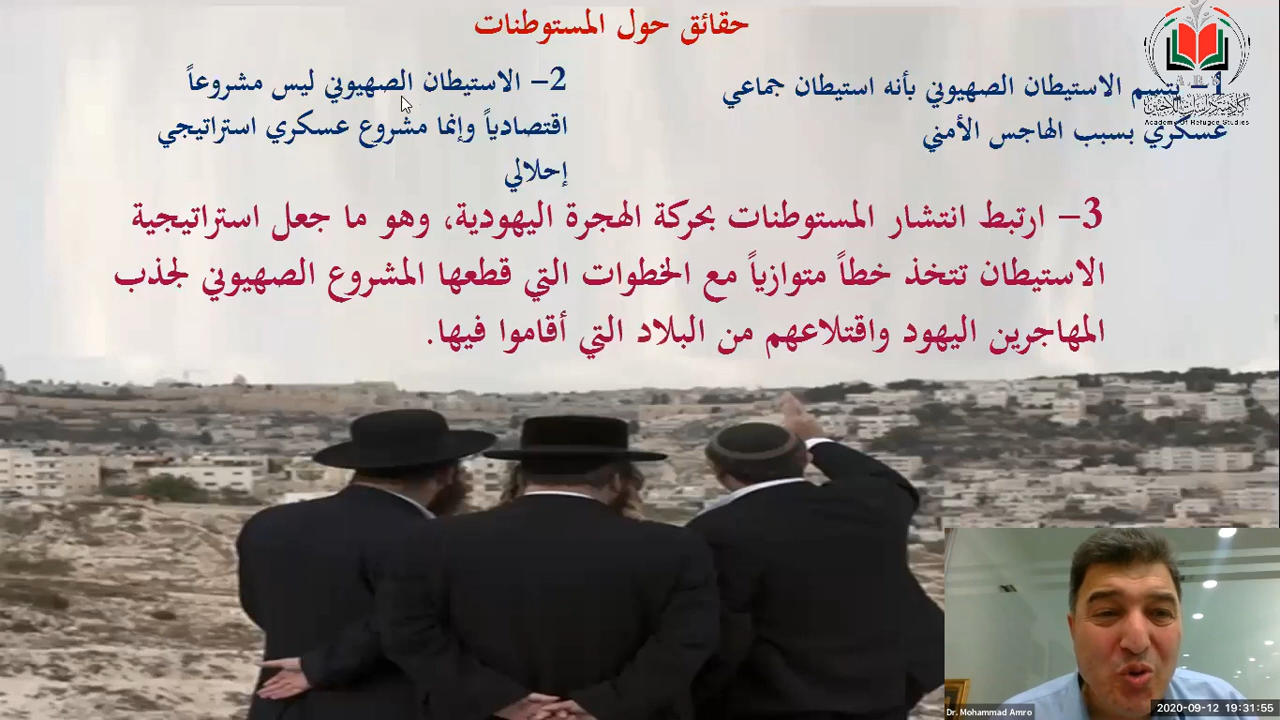 حقائق حول المستوطنات
1- يتسم الاستيطان الصهيوني بأنه استيطان جماعي
عسكري بسبب الهاجس الأمني
2- الاستيطان الصهيوني ليس مشروعاً
اقتصادياً وإنما مشروع عسكري استراتيجي
إحلالي
3- ارتبط انتشار المستوطنات بحركة الهجرة اليهودية، وهو ما جعل استراتيجية
الاستيطان تتخذ خطاً متوازياً مع الخطوات التي قطعها المشروع الصهيوني لجذب
المهاجرين اليهود واقتلاعهم من البلاد التي أقاموا فيها.
Academy of Refugee Studies
Dr. Mohammad Amro
2020-09-12 19:31:55